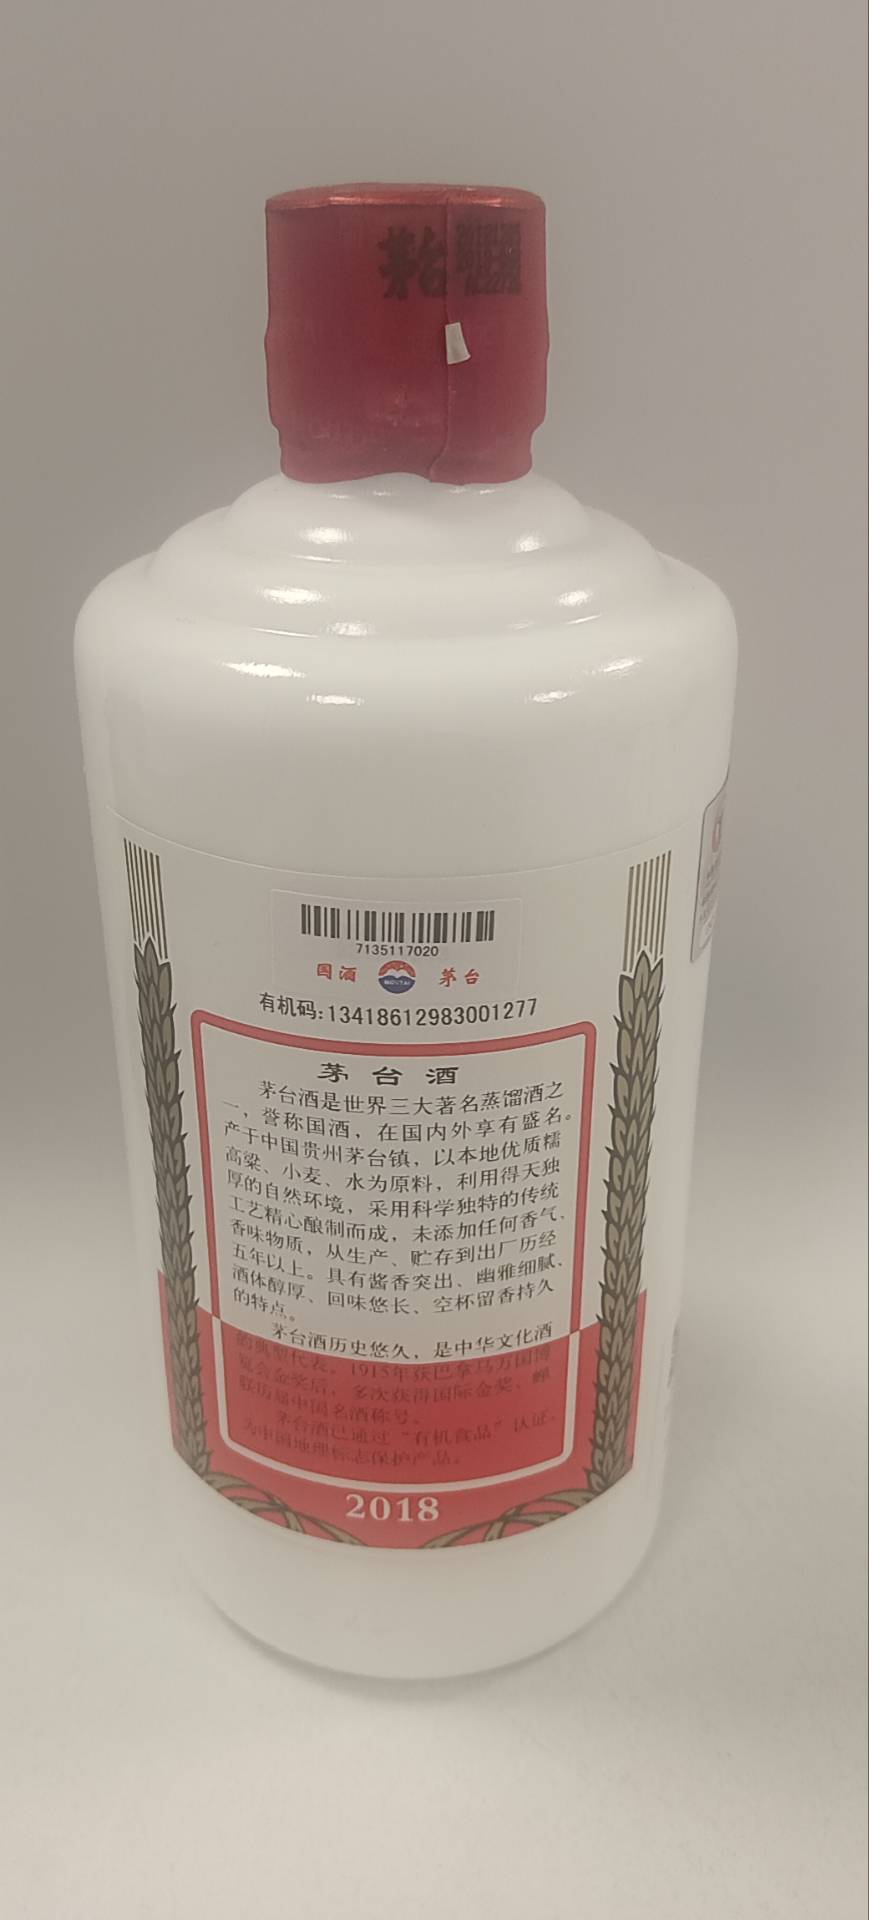 茅台
7135117020
国酒 MOUTAI 茅台
有机码:13418612983001277
茅台酒
茅台酒是世界三大著名蒸馏酒之
一，誉称国酒，在国内外享有盛名。
产于中国贵州茅台镇，以本地优质糯
高粱、小麦、水为原料，利用得天独
厚的自然环境，采用科学独特的传统
工艺精心酿制而成，未添加任何香气、
香味物质，从生产、贮存到出厂历经
五年以上。具有酱香突出、幽雅细腻、
酒体醇厚、回味悠长、空杯留香持久
的特点。
茅台酒历史悠久，是中华文化酒
的典型代表。1915年获巴拿马万国博
览会金奖后，多次获得国际金奖、蝉
联历届中国名酒称号。
茅台酒已通过“有机食品”认证，
为中国地理标志保护产品。
2018